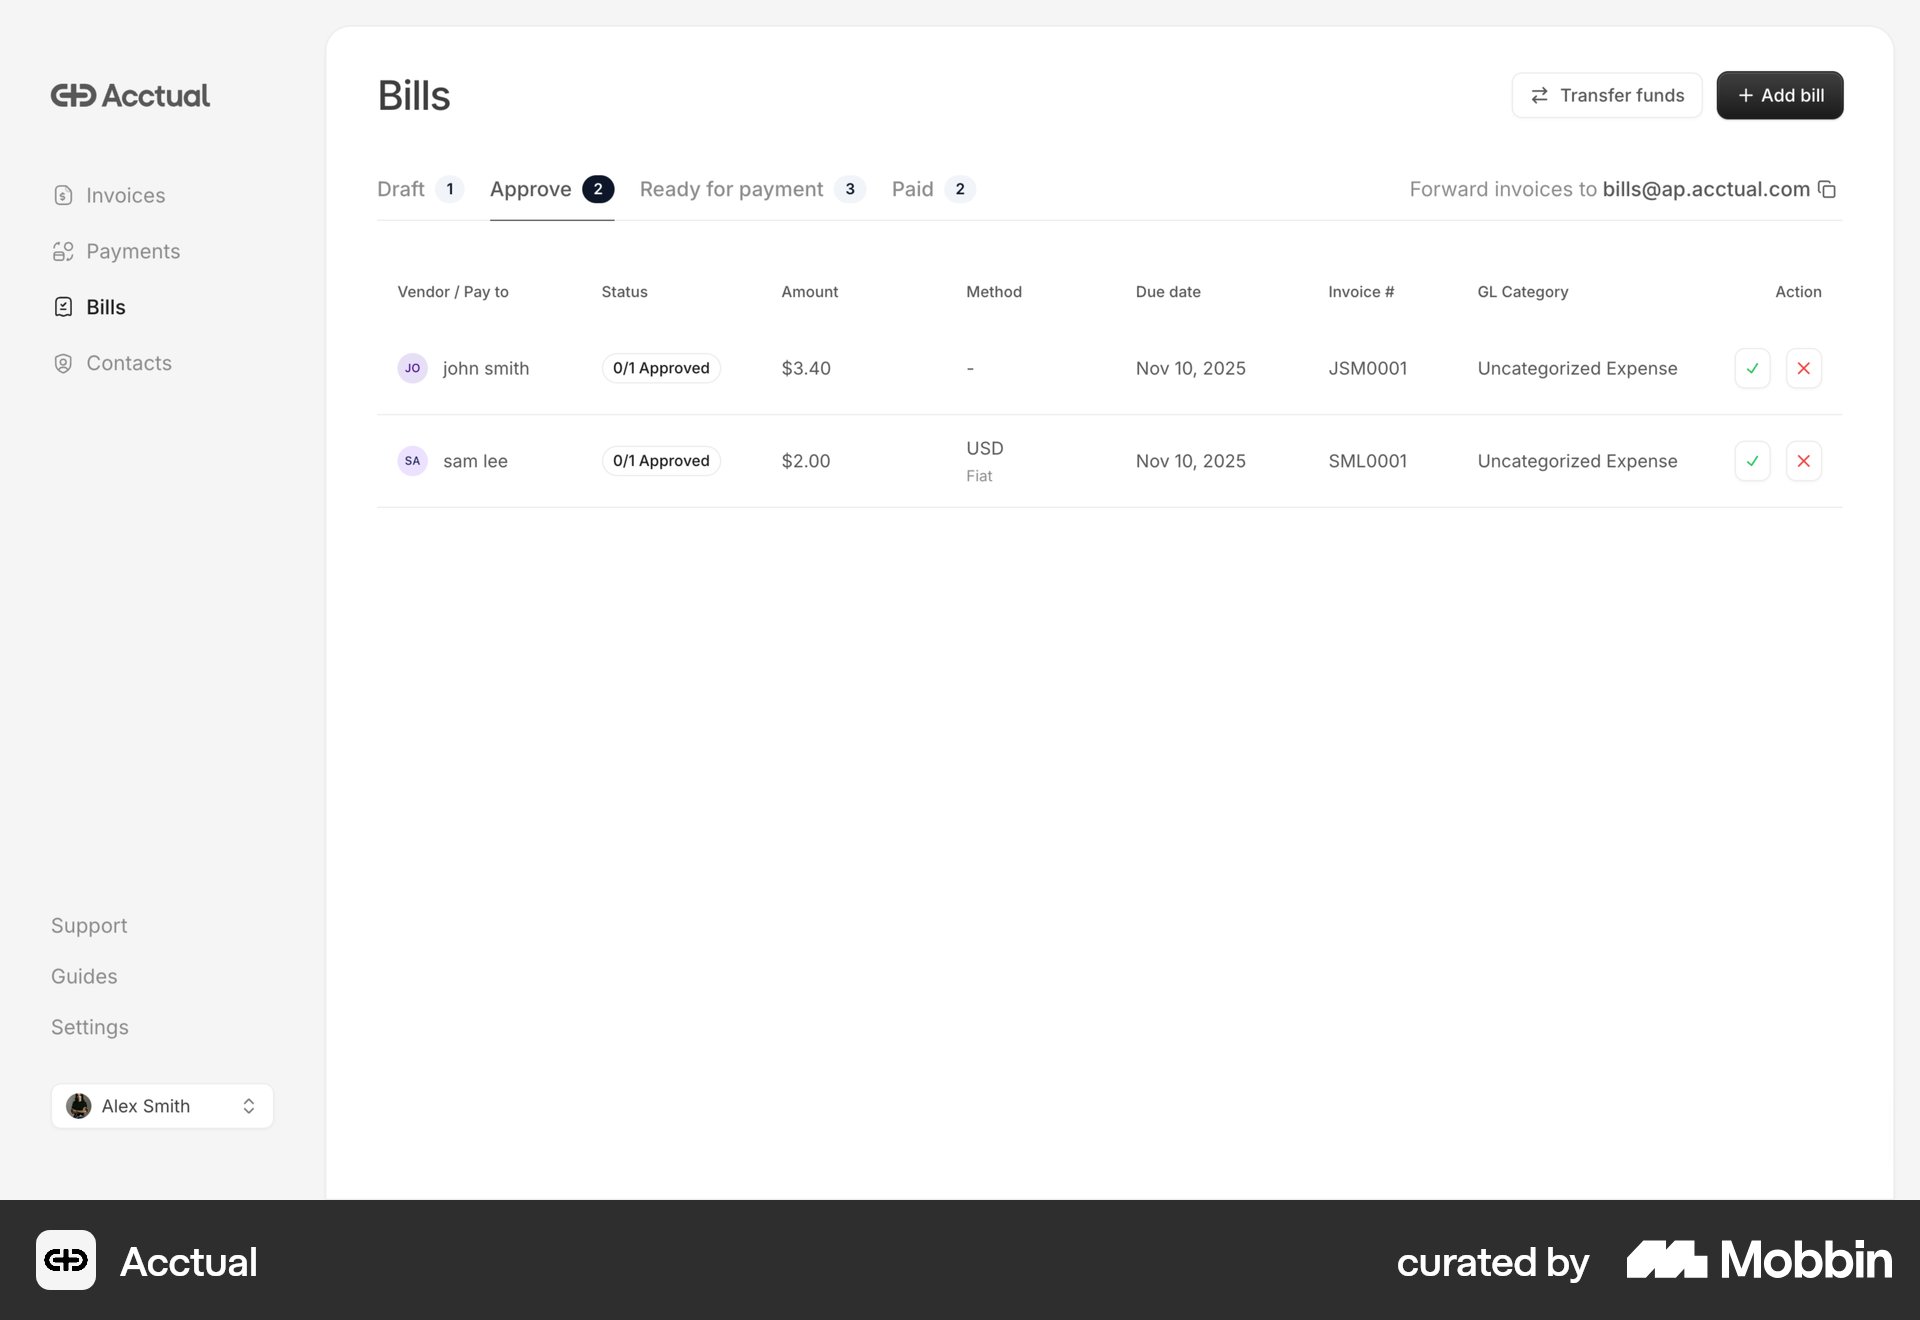 Acctual
Invoices
Payments
Bills
Contacts
Support
Guides
Settings
Alex Smith
Bills
Transfer funds
+ Add bill
Draft 1 Approve 2 Ready for payment 3 Paid 2
Forward invoices to bills@ap.acctual.com
Vendor / Pay to Status Amount Method Due date Invoice # GL Category Action
JO john smith 0/1 Approved $3.40 - Nov 10, 2025 JSM0001 Uncategorized Expense
SA sam lee 0/1 Approved $2.00 USD Nov 10, 2025 SML0001 Uncategorized Expense
Fiat
Acctual
curated by Mobbin